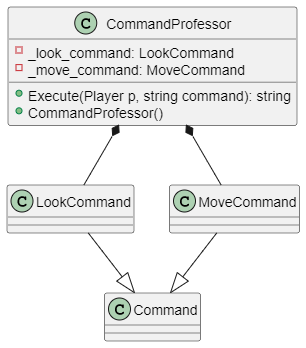 C CommandProfessor
_look_command: LookCommand
_move_command: MoveCommand
Execute(Player p, string command): string
CommandProfessor()
C LookCommand
C MoveCommand
C Command